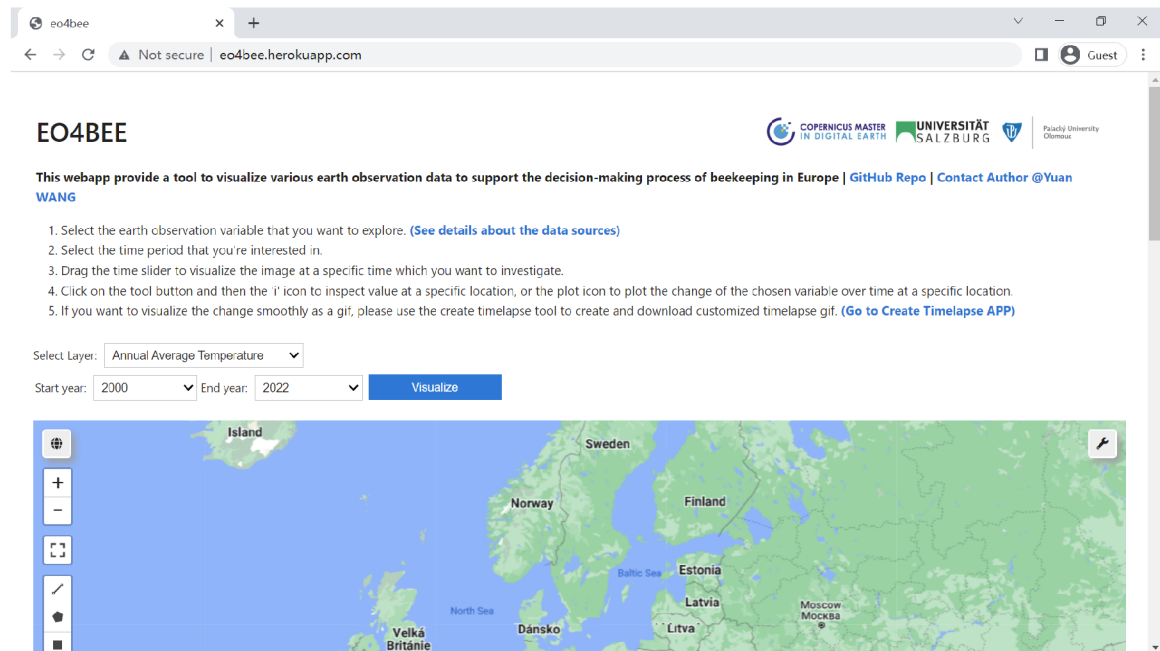 eo4bee
Not secure | eo4bee.herokuapp.com
Guest
EO4BEE
COPERNICUS MASTER
IN DIGITAL EARTH
UNIVERSITÄT
SALZBURG
Palacký University
Olomouc
This webapp provide a tool to visualize various earth observation data to support the decision-making process of beekeeping in Europe | GitHub Repo | Contact Author @Yuan
WANG
1. Select the earth observation variable that you want to explore. (See details about the data sources)
2. Select the time period that you're interested in.
3. Drag the time slider to visualize the image at a specific time which you want to investigate.
4. Click on the tool button and then the 'i' icon to inspect value at a specific location, or the plot icon to plot the change of the chosen variable over time at a specific location.
5. If you want to visualize the change smoothly as a gif, please use the create timelapse tool to create and download customized timelapse gif. (Go to Create Timelapse APP)
Select Layer: Annual Average Temperature
Start year: 2000 End year: 2022 Visualize
Island
Sweden
Norway
Finland
Baltic Sea
Estonia
North Sea
Latvia
Moscow
Москва
Dánsko
Litva
Velká
Británie